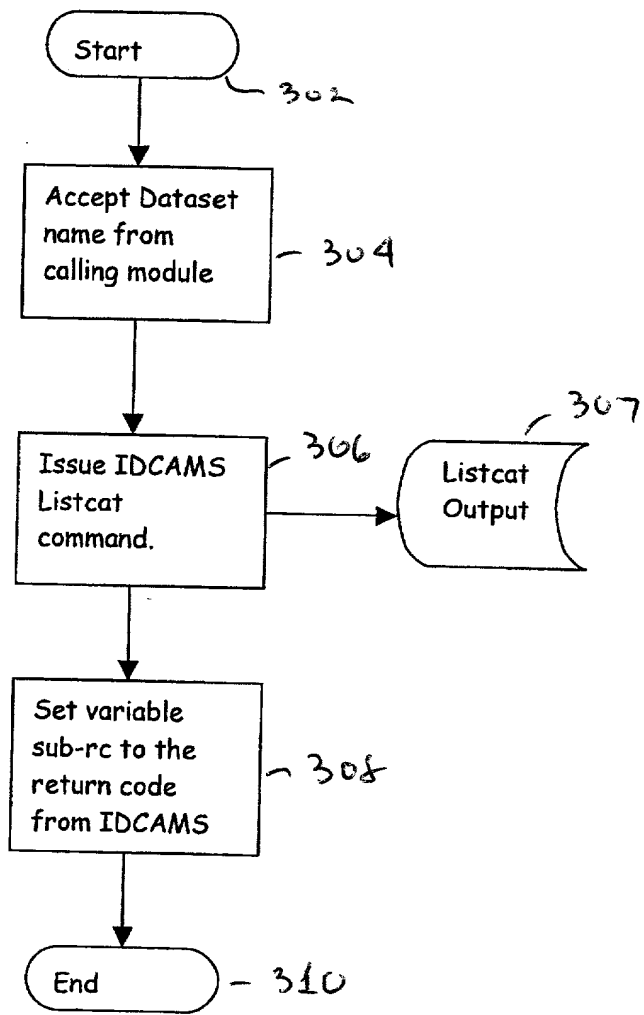 Start
302
Accept Dataset
name from
calling module
304
307
Issue IDCAMS
Listcat
command.
306
Listcat
Output
Set variable
sub-rc to the
return code
from IDCAMS
308
End
310